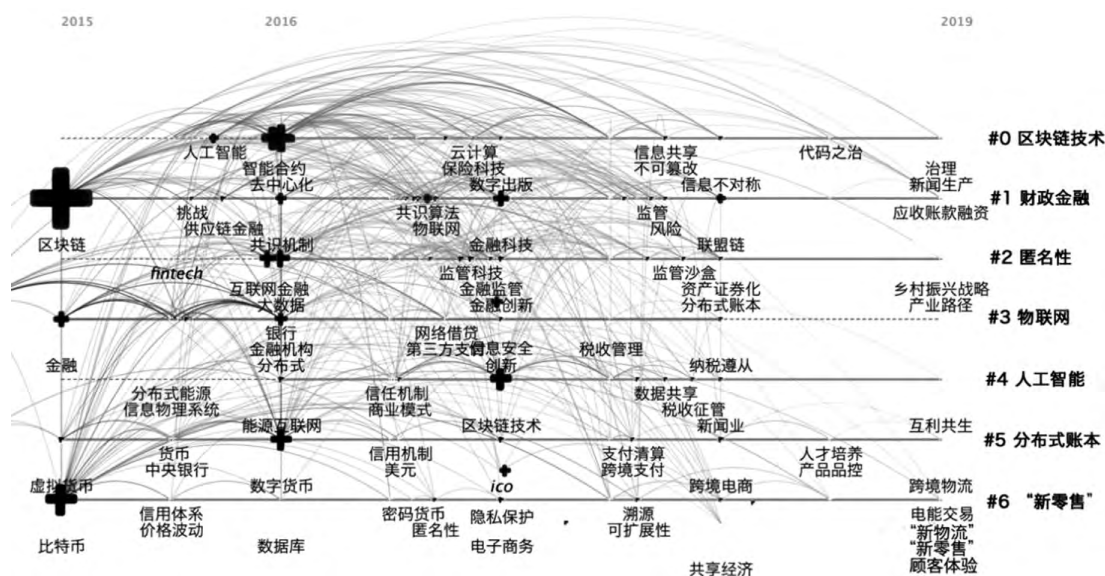 2015 2016 2019
#0 区块链技术
人工智能 云计算 信息共享 代码之治
智能合约 保险科技 不可篡改 治理
去中心化 数字出版 信息不对称 新闻生产
#1 财政金融
挑战 共识算法 监管 应收账款融资
供应链金融 物联网 风险
区块链 共识机制 金融科技 联盟链
#2 匿名性
fintech 监管科技 监管沙盒
互联网金融 金融监管 资产证券化 乡村振兴战略
大数据 金融创新 分布式账本 产业路径
#3 物联网
银行 网络借贷
金融机构 第三方支付 信息安全 税收管理
金融 分布式 创新 纳税遵从
#4 人工智能
分布式能源 信任机制 数据共享
信息物理系统 商业模式 税收征管
能源互联网 区块链技术 新闻业 互利共生
#5 分布式账本
货币 信用机制 支付清算 人才培养
中央银行 美元 跨境支付 产品品控
虚拟货币 数字货币 ico 跨境电商 跨境物流
#6 “新零售”
信用体系 密码货币 隐私保护 溯源 电能交易
价格波动 匿名性 可扩展性 “新物流”
比特币 数据库 电子商务 “新零售”
顾客体验
共享经济